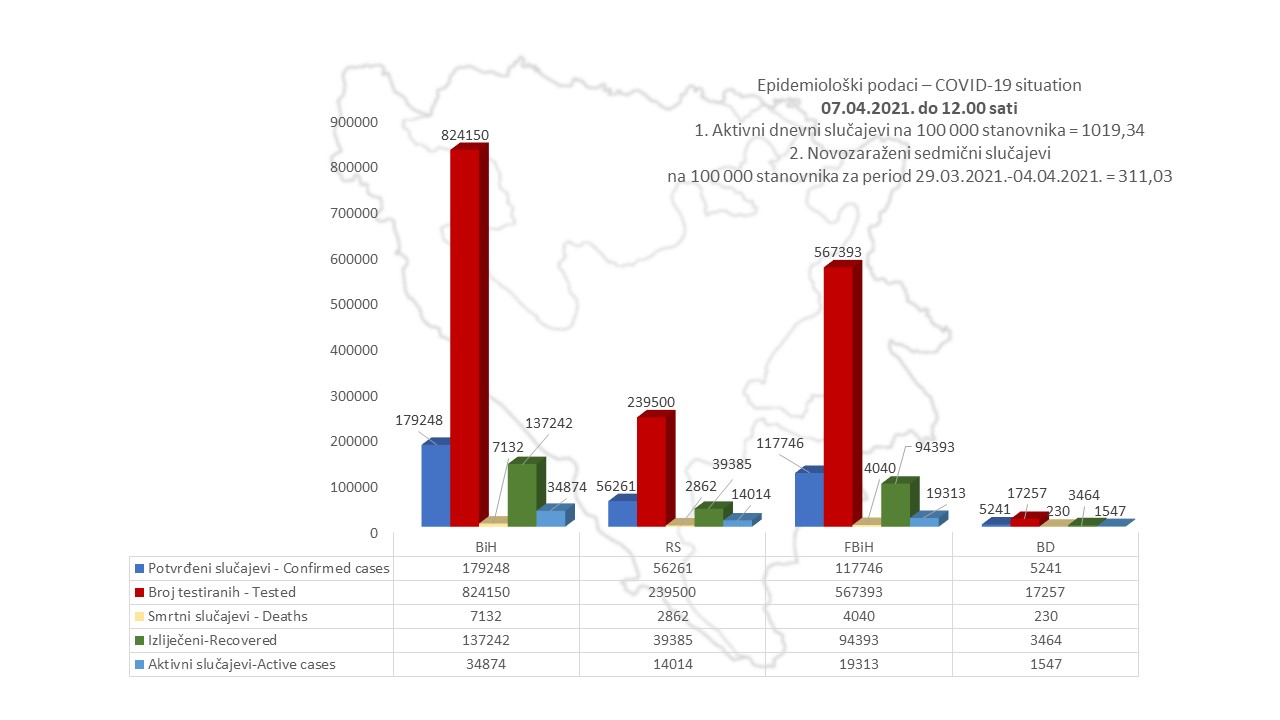 Epidemiološki podaci – COVID-19 situation
07.04.2021. do 12.00 sati
1. Aktivni dnevni slučajevi na 100 000 stanovnika = 1019,34
2. Novozaraženi sedmični slučajevi
na 100 000 stanovnika za period 29.03.2021.-04.04.2021. = 311,03
900000
800000
700000
600000
500000
400000
300000
200000
100000
0
179248
824150
7132
137242
34874
56261
239500
2862
39385
14014
117746
567393
4040
94393
19313
5241
17257
230
3464
1547
BiH RS FBiH BD
Potvrđeni slučajevi - Confirmed cases 179248 56261 117746 5241
Broj testiranih - Tested 824150 239500 567393 17257
Smrtni slučajevi - Deaths 7132 2862 4040 230
Izliječeni-Recovered 137242 39385 94393 3464
Aktivni slučajevi-Active cases 34874 14014 19313 1547